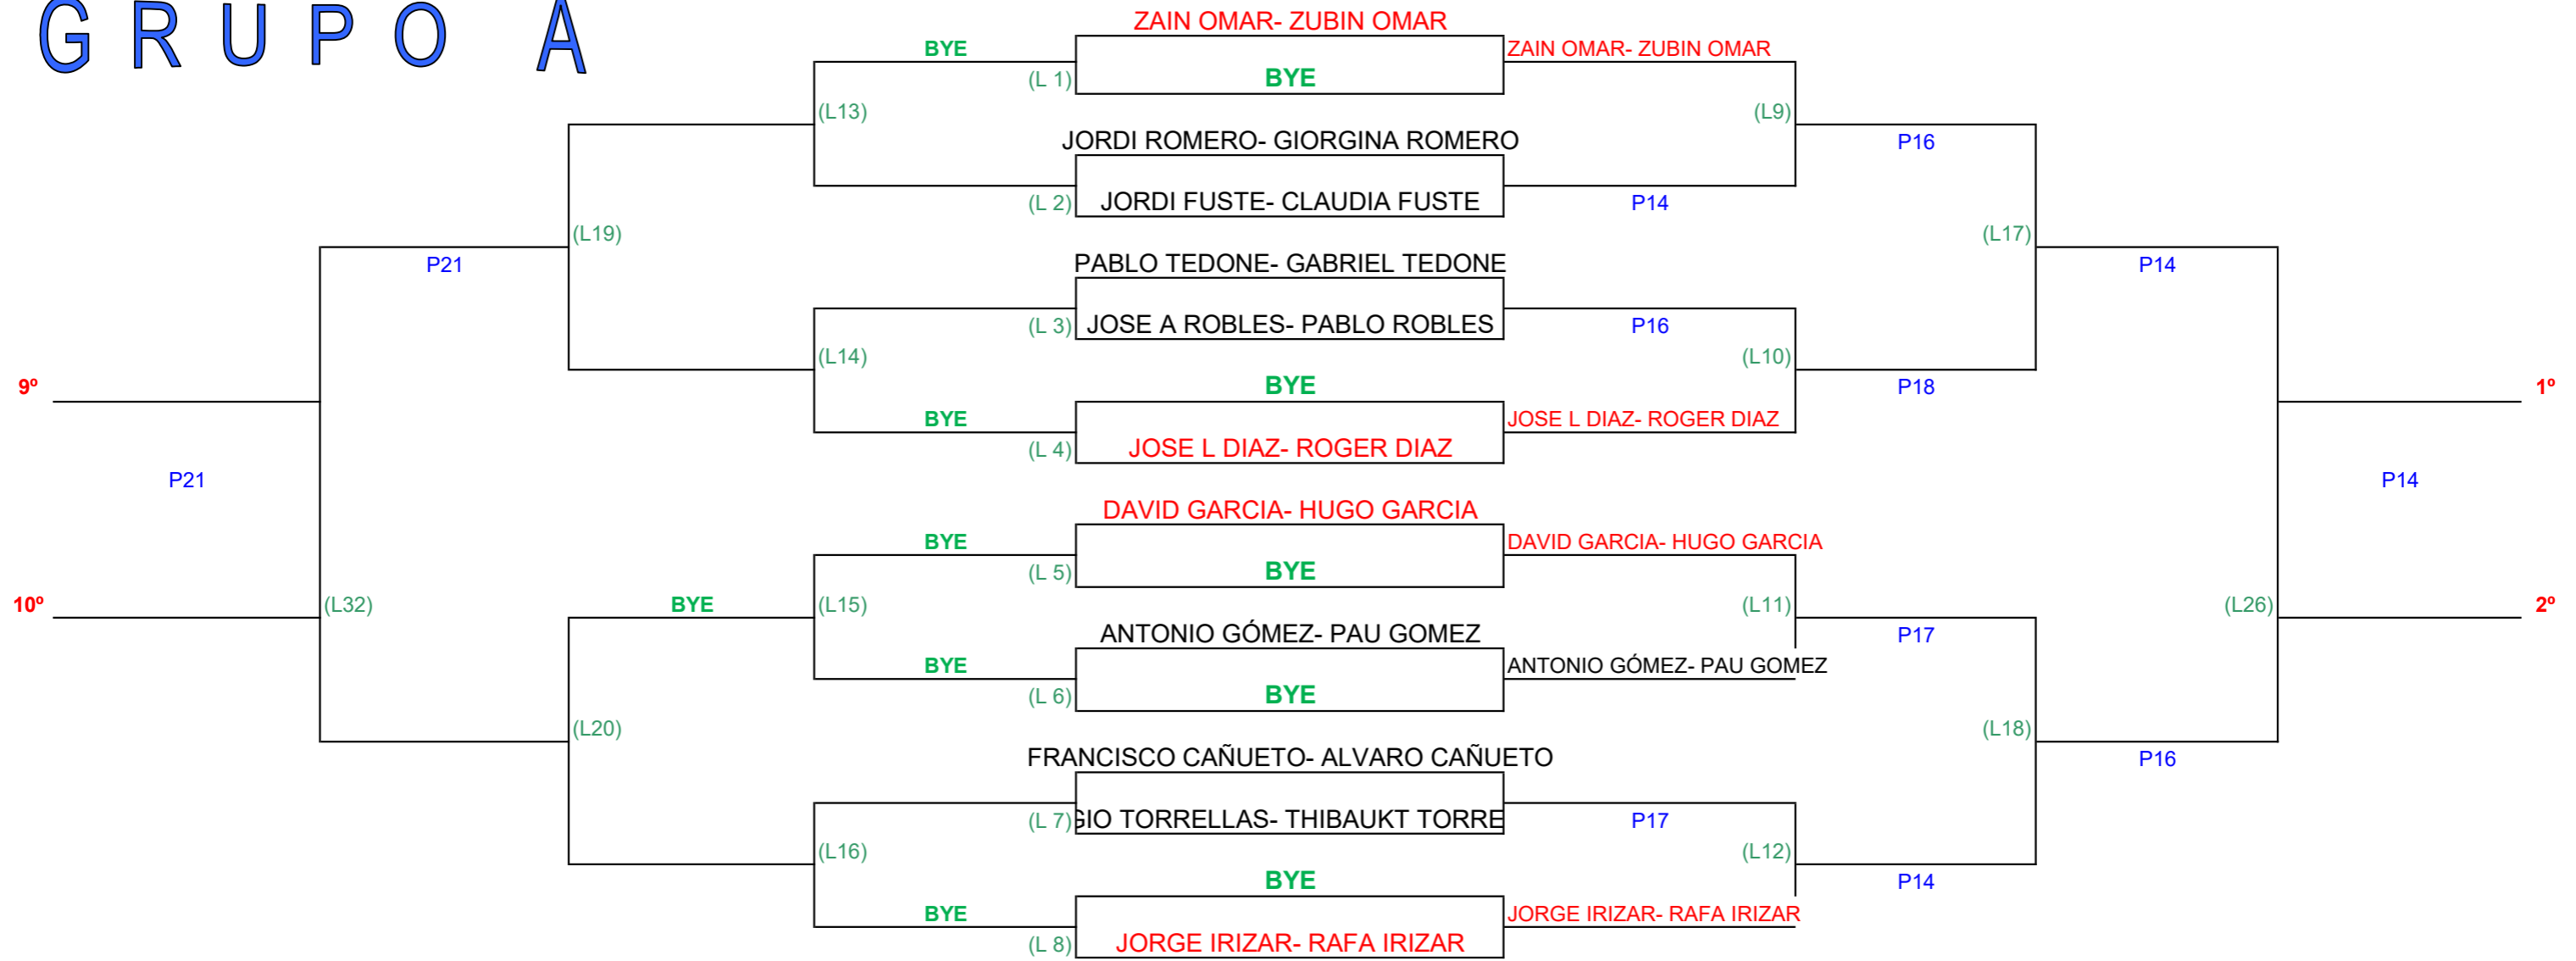 GRUPO A
ZAIN OMAR- ZUBIN OMAR
BYE
ZAIN OMAR- ZUBIN OMAR
(L 1)
BYE
(L13)
(L9)
JORDI ROMERO- GIORGINA ROMERO
P16
(L 2)
JORDI FUSTE- CLAUDIA FUSTE
P14
(L19)
(L17)
P21
PABLO TEDONE- GABRIEL TEDONE
P14
(L 3)
JOSE A ROBLES- PABLO ROBLES
P16
(L14)
(L10)
9º
BYE
P18
1º
BYE
JOSE L DIAZ- ROGER DIAZ
(L 4)
JOSE L DIAZ- ROGER DIAZ
P21
P14
DAVID GARCIA- HUGO GARCIA
BYE
DAVID GARCIA- HUGO GARCIA
(L 5)
BYE
10º
(L32)
BYE
(L15)
(L11)
(L26)
2º
ANTONIO GÓMEZ- PAU GOMEZ
P17
BYE
ANTONIO GÓMEZ- PAU GOMEZ
(L 6)
BYE
(L20)
(L18)
FRANCISCO CAÑUETO- ALVARO CAÑUETO
P16
(L 7)
GIO TORRELLAS- THIBAUKT TORRE
P17
(L16)
(L12)
BYE
P14
BYE
JORGE IRIZAR- RAFA IRIZAR
(L 8)
JORGE IRIZAR- RAFA IRIZAR